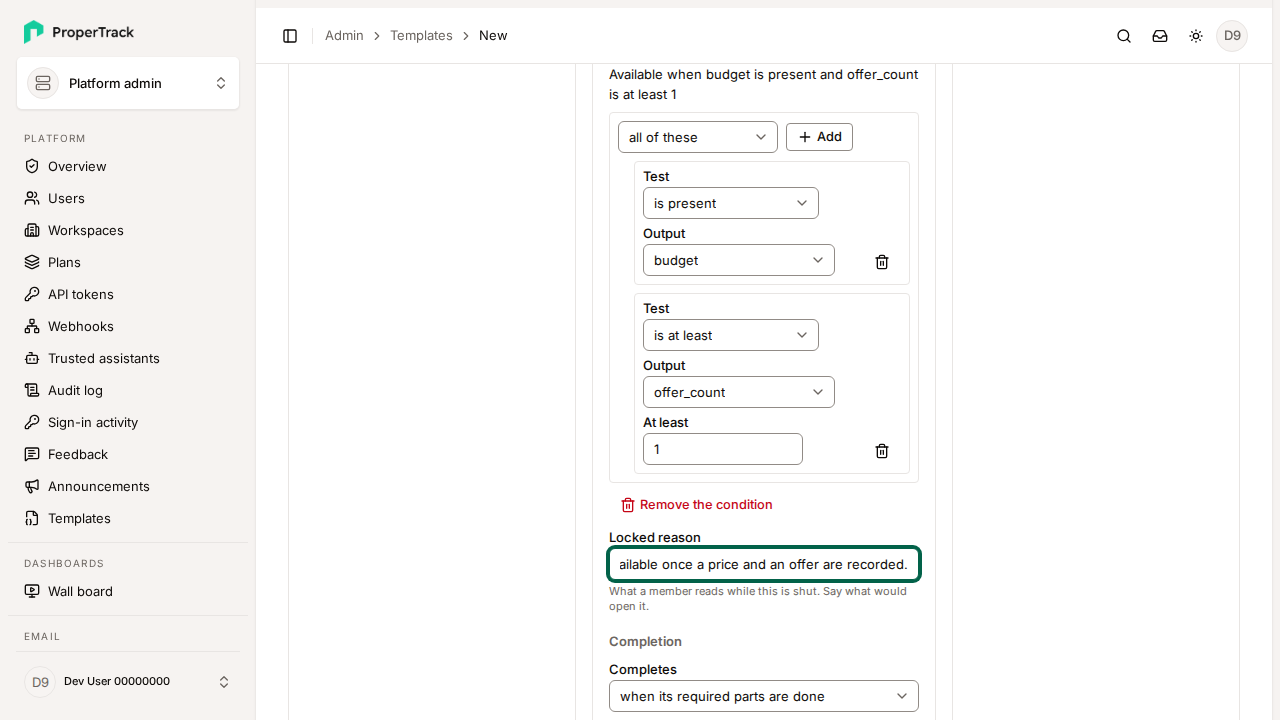 ProperTrack
Platform admin
PLATFORM
Overview
Users
Workspaces
Plans
API tokens
Webhooks
Trusted assistants
Audit log
Sign-in activity
Feedback
Announcements
Templates
DASHBOARDS
Wall board
EMAIL
D9 Dev User 00000000
Admin > Templates > New
D9
Available when budget is present and offer_count
is at least 1
all of these
Add
Test
is present
Output
budget
Test
is at least
Output
offer_count
At least
1
Remove the condition
Locked reason
ailable once a price and an offer are recorded.
What a member reads while this is shut. Say what would
open it.
Completion
Completes
when its required parts are done